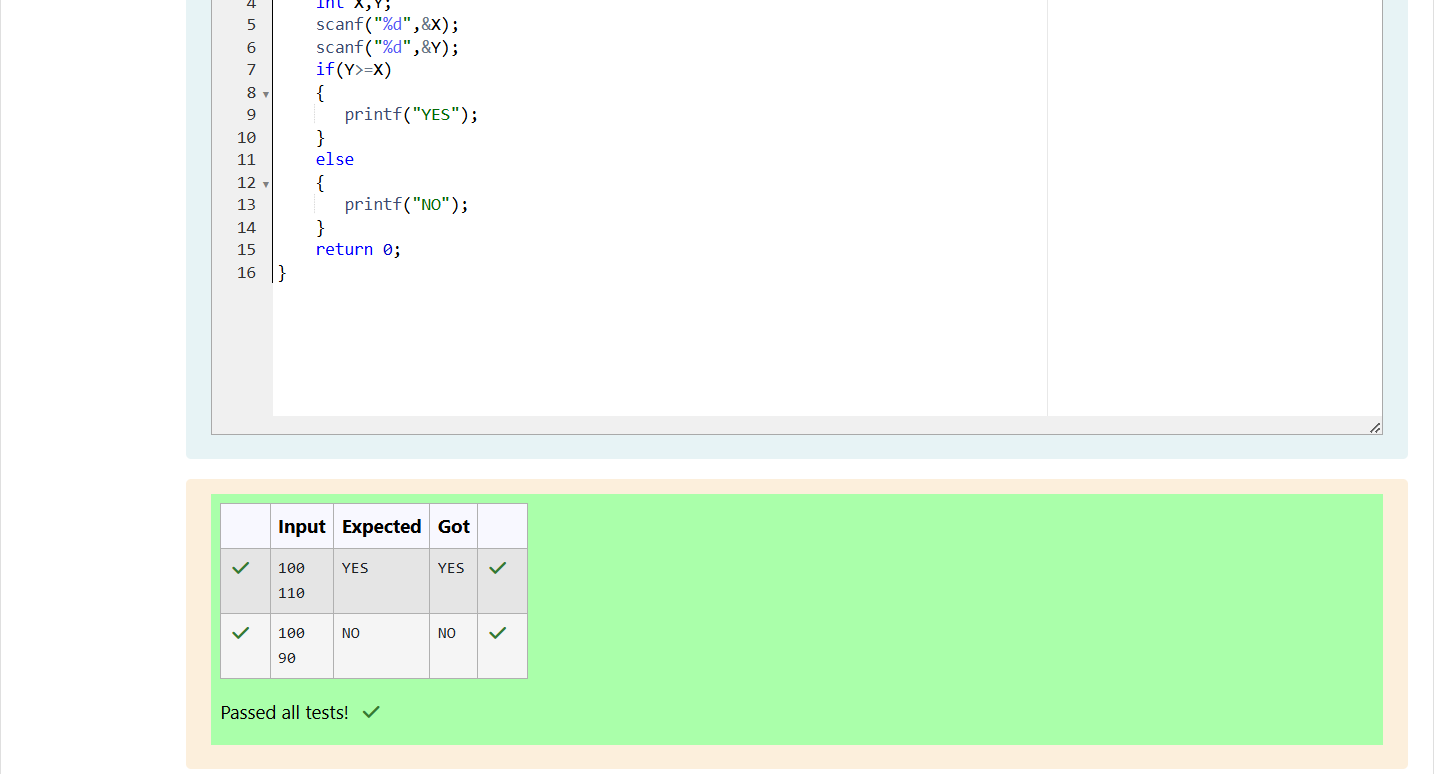 4 int X,Y;
5 scanf("%d",&X);
6 scanf("%d",&Y);
7 if(Y>=X)
8 {
9 printf("YES");
10 }
11 else
12 {
13 printf("NO");
14 }
15 return 0;
16 }
Input Expected Got
100 YES YES
110
100 NO NO
90
Passed all tests!